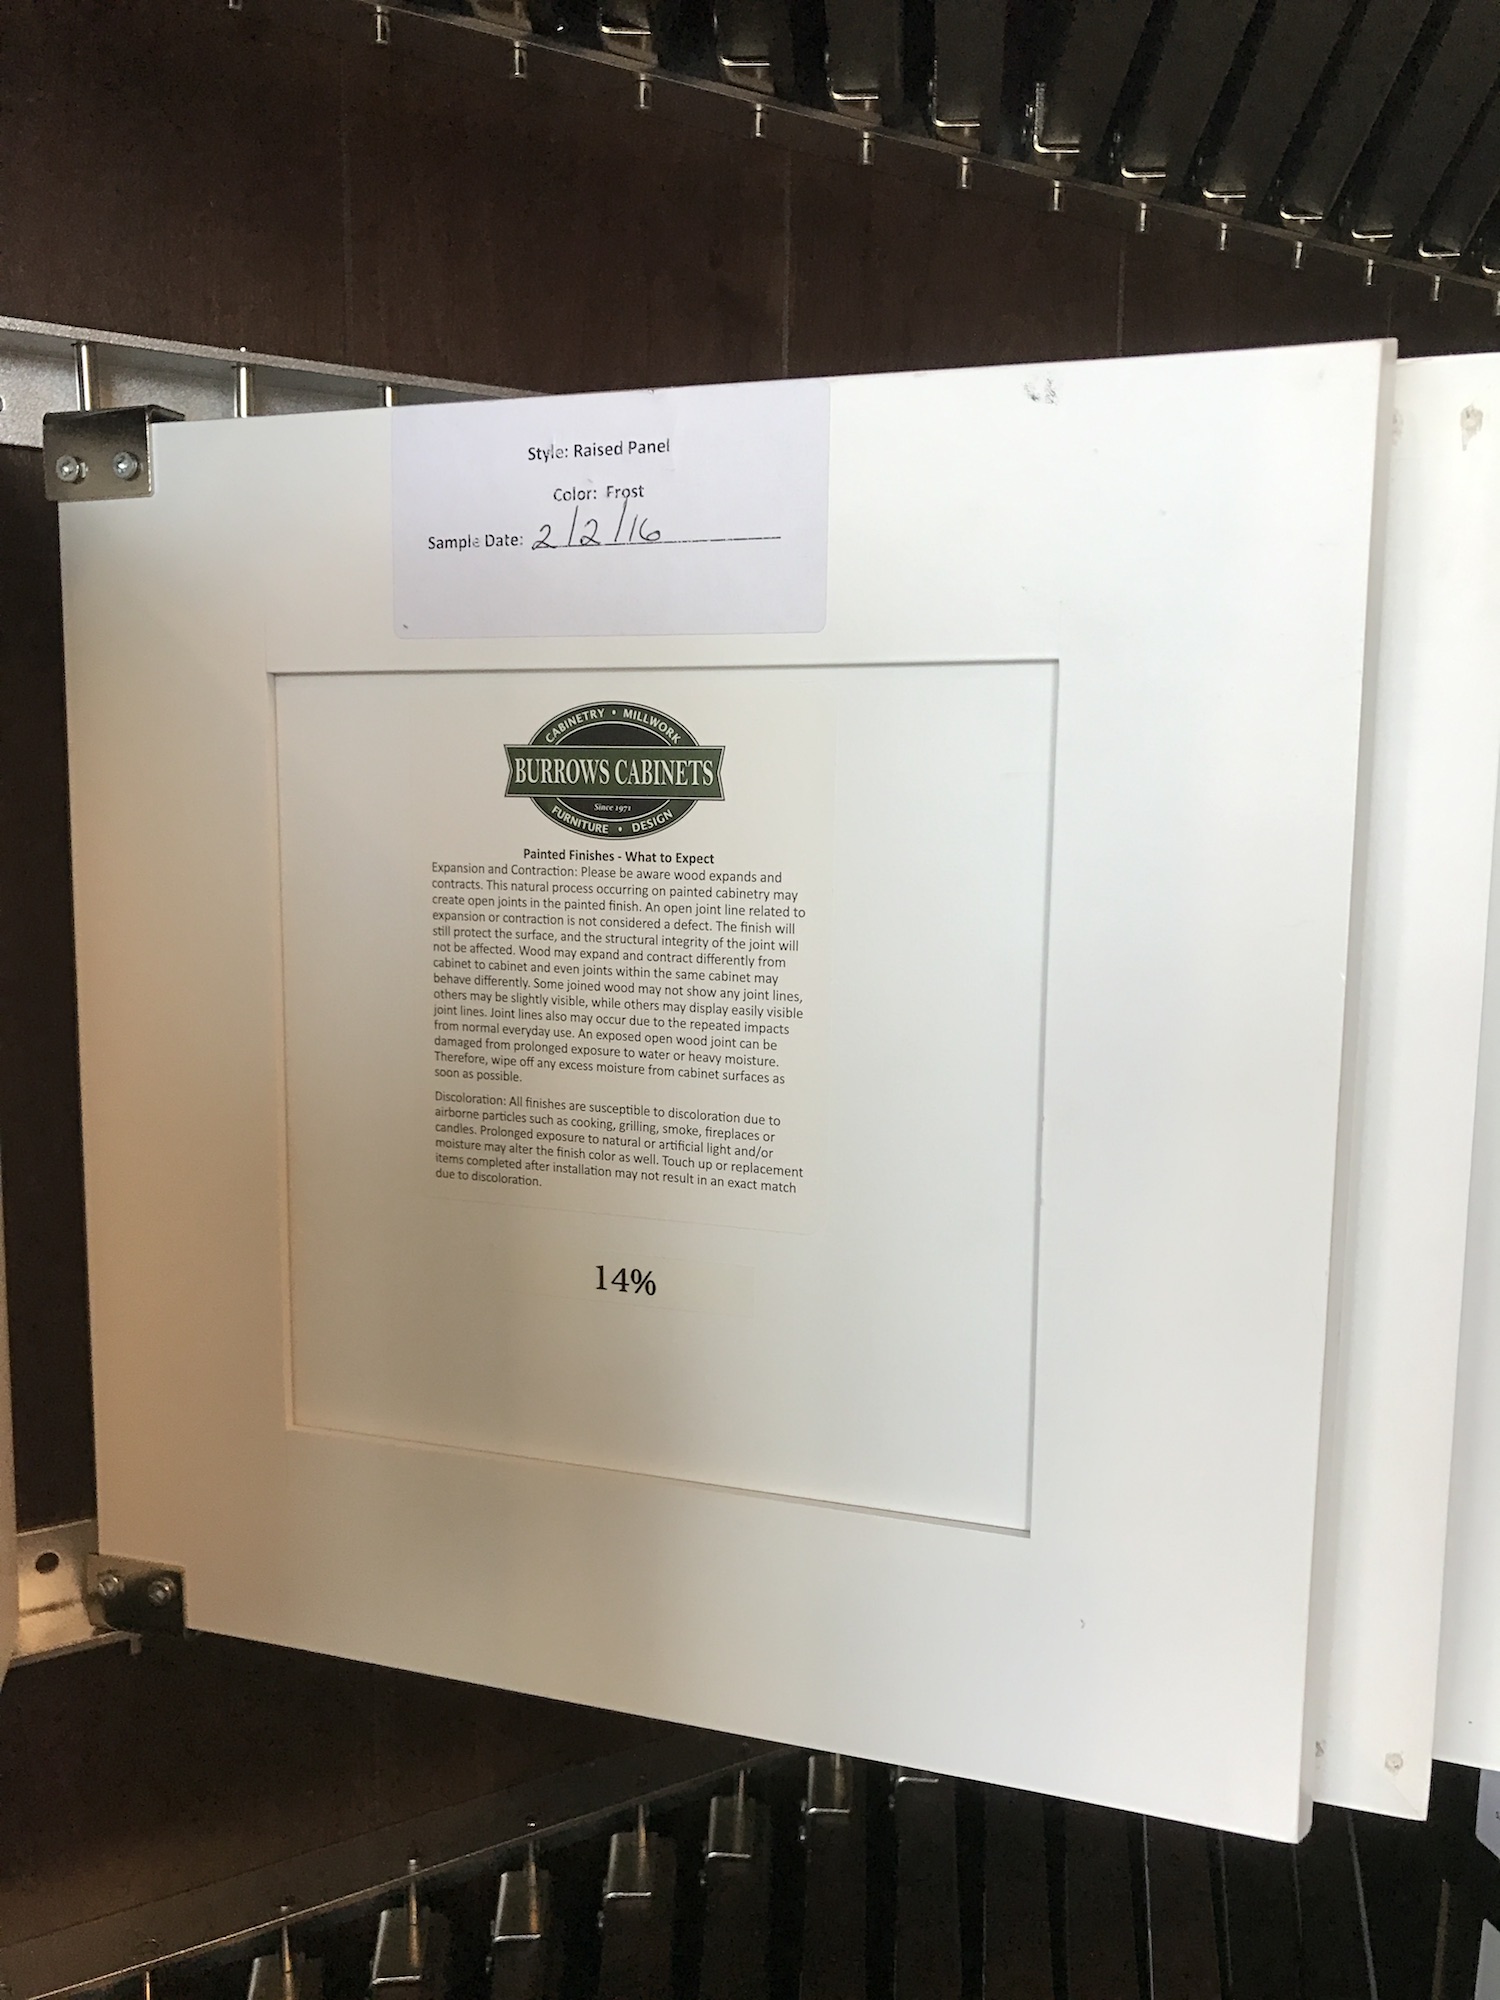 Style: Raised Panel
Color: Frost
Sample Date: 2/2/16
CABINETRY • MILLWORK
BURROWS CABINETS
Since 1971
FURNITURE • DESIGN
Painted Finishes - What to Expect
Expansion and Contraction: Please be aware wood expands and
contracts. This natural process occurring on painted cabinetry may
create open joints in the painted finish. An open joint line related to
expansion or contraction is not considered a defect. The finish will
still protect the surface, and the structural integrity of the joint will
not be affected. Wood may expand and contract differently from
cabinet to cabinet and even joints within the same cabinet may
behave differently. Some joined wood may not show any joint lines,
others may be slightly visible, while others may display easily visible
joint lines. Joint lines also may occur due to the repeated impacts
from normal everyday use. An exposed open wood joint can be
damaged from prolonged exposure to water or heavy moisture.
Therefore, wipe off any excess moisture from cabinet surfaces as
soon as possible.
Discoloration: All finishes are susceptible to discoloration due to
airborne particles such as cooking, grilling, smoke, fireplaces or
candles. Prolonged exposure to natural or artificial light and/or
moisture may alter the finish color as well. Touch up or replacement
items completed after installation may not result in an exact match
due to discoloration.
14%